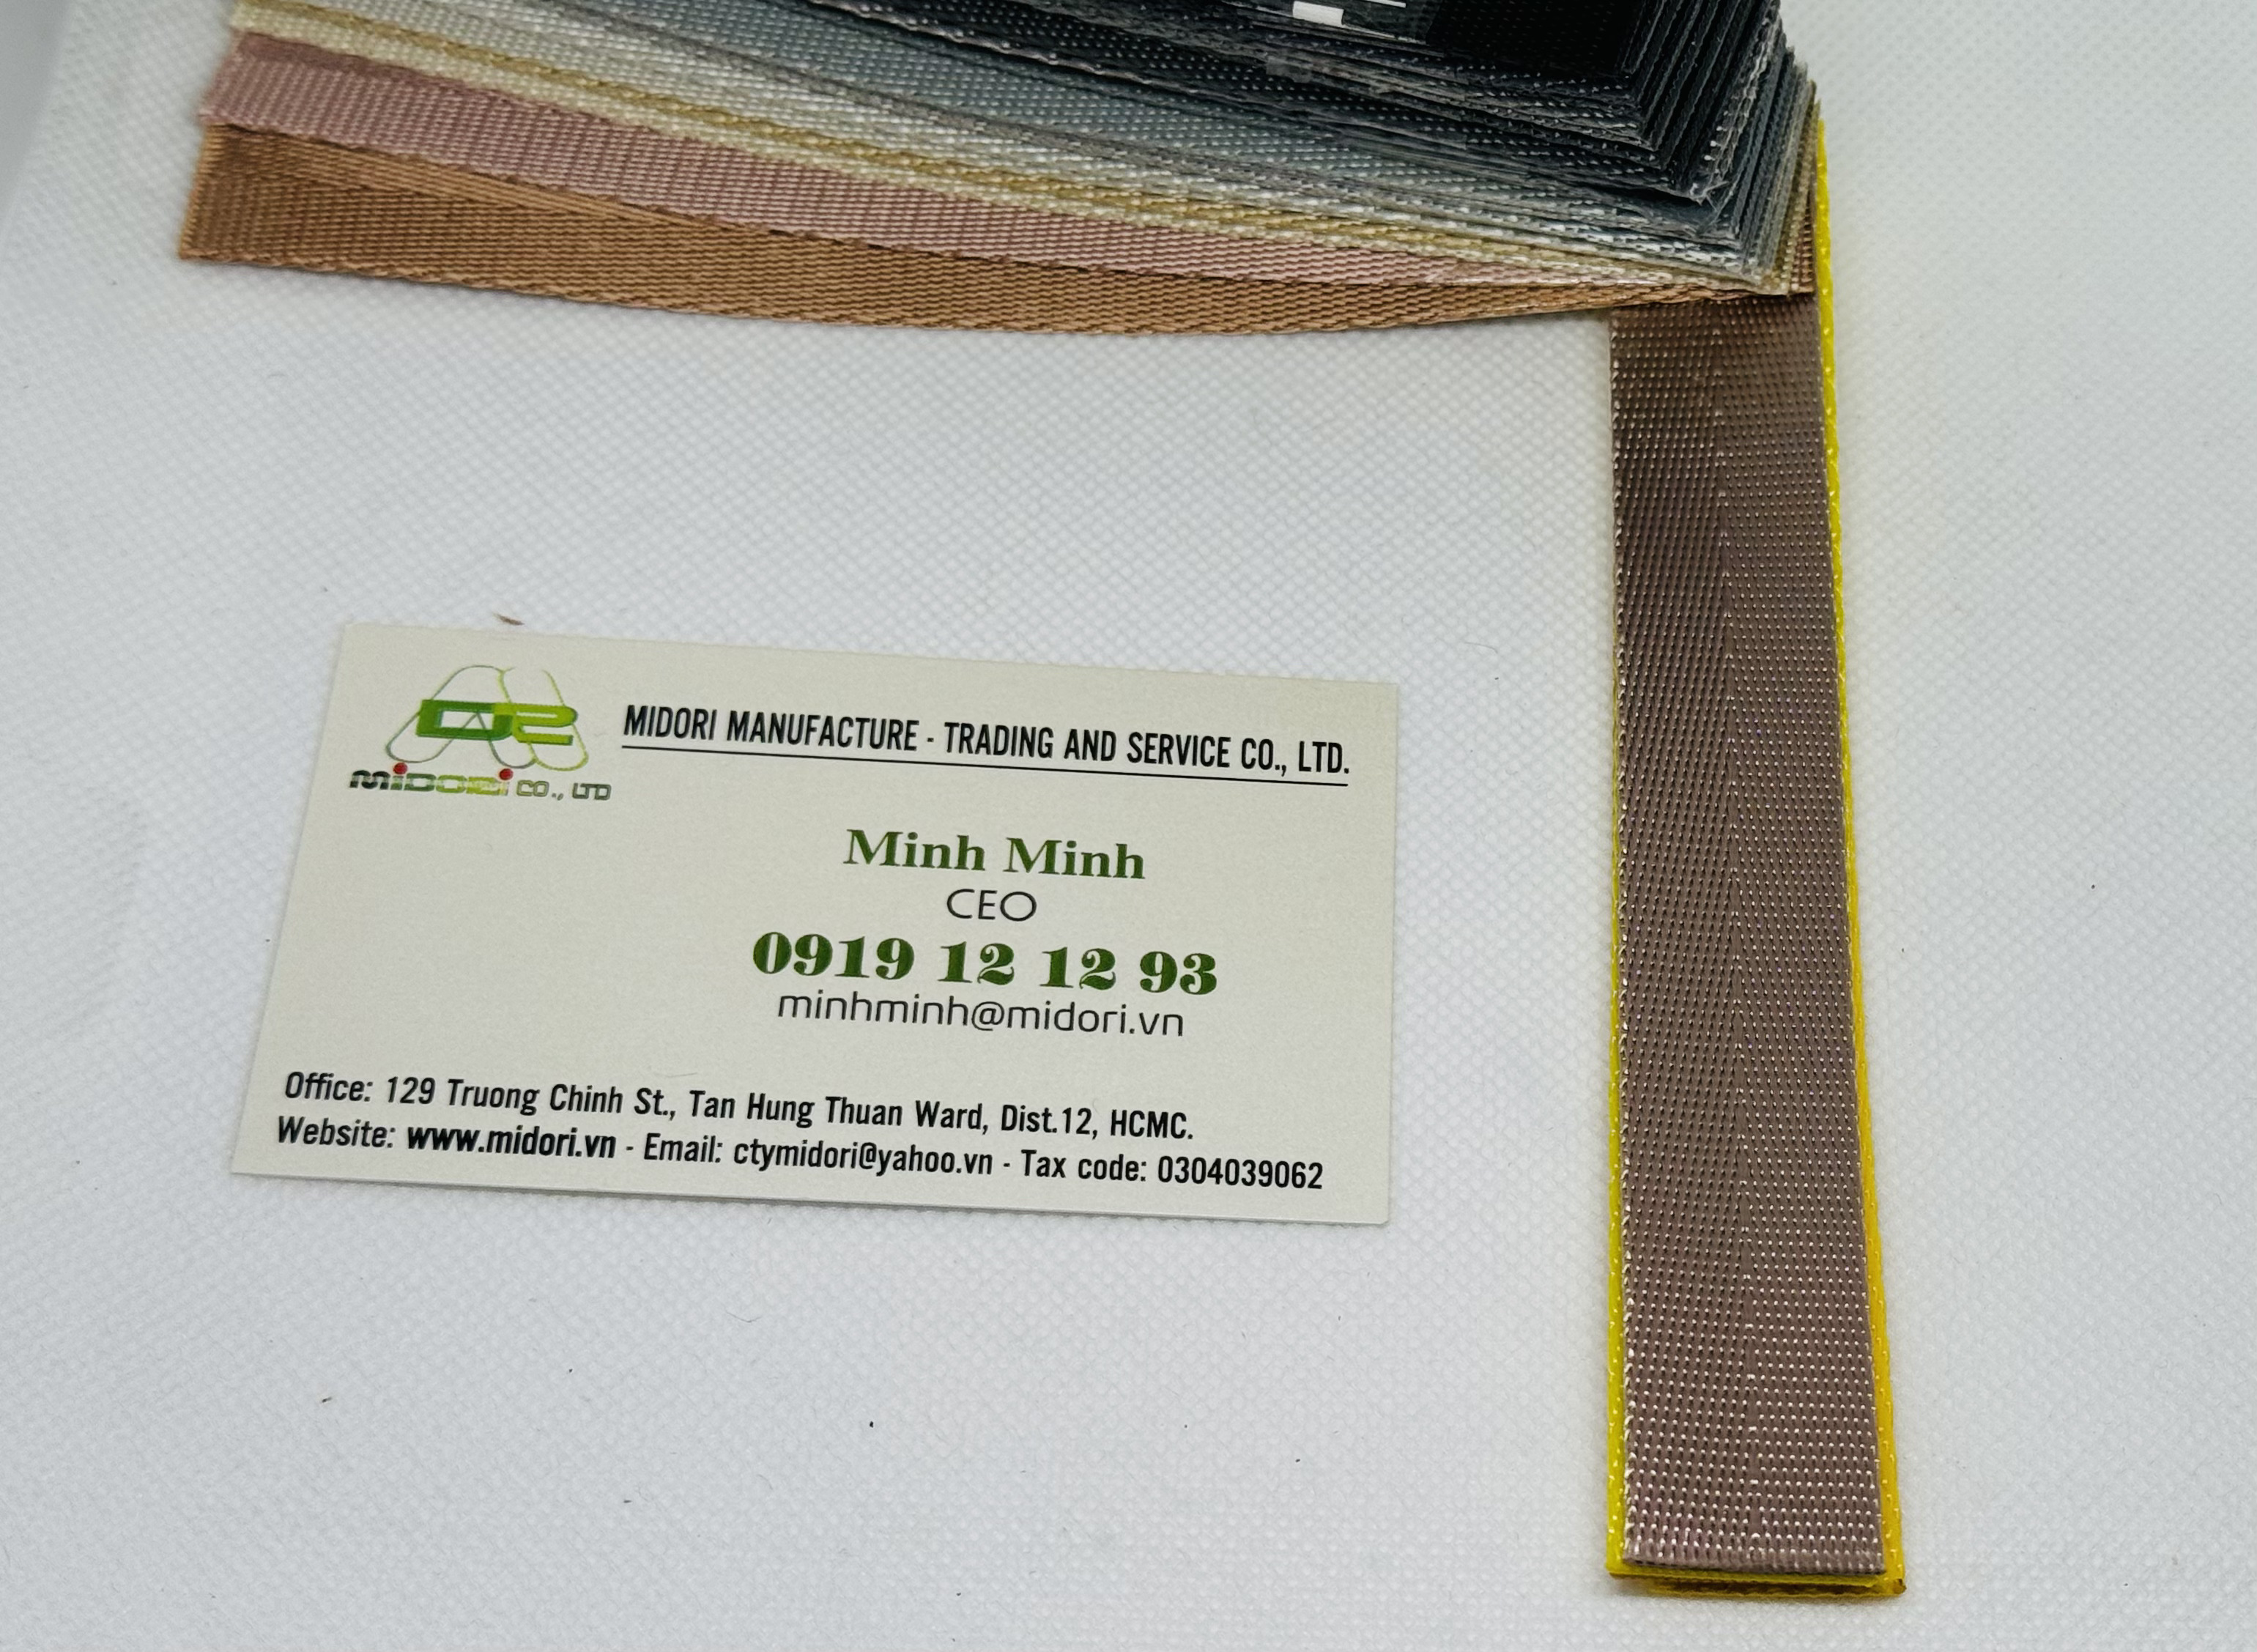 MIDORI CO., LTD
MIDORI MANUFACTURE - TRADING AND SERVICE CO., LTD.
Minh Minh
CEO
0919 12 12 93
minhminh@midori.vn
Office: 129 Truong Chinh St., Tan Hung Thuan Ward, Dist.12, HCMC.
Website: www.midori.vn - Email: ctymidori@yahoo.vn - Tax code: 0304039062